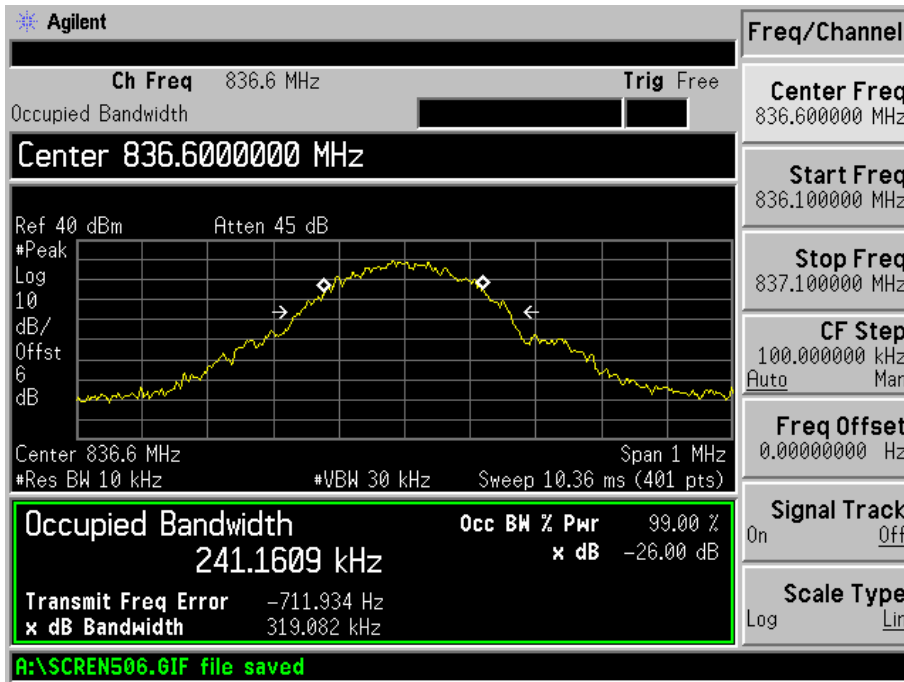 Agilent
Freq/Channel
Ch Freq 836.6 MHz Trig Free
Occupied Bandwidth
Center 836.6000000 MHz
Ref 40 dBm Atten 45 dB
#Peak
Log
10
dB/
Offst
6
dB
Center 836.6 MHz Span 1 MHz
#Res BW 10 kHz #VBW 30 kHz Sweep 10.36 ms (401 pts)
Occupied Bandwidth
241.1609 kHz
Occ BW % Pwr 99.00 %
x dB -26.00 dB
Transmit Freq Error -711.934 Hz
x dB Bandwidth 319.082 kHz
A:\SCREN506.GIF file saved
Center Freq
836.600000 MHz
Start Freq
836.100000 MHz
Stop Freq
837.100000 MHz
CF Step
100.000000 kHz
Auto Man
Freq Offset
0.00000000 Hz
Signal Track
On Off
Scale Type
Log Lin